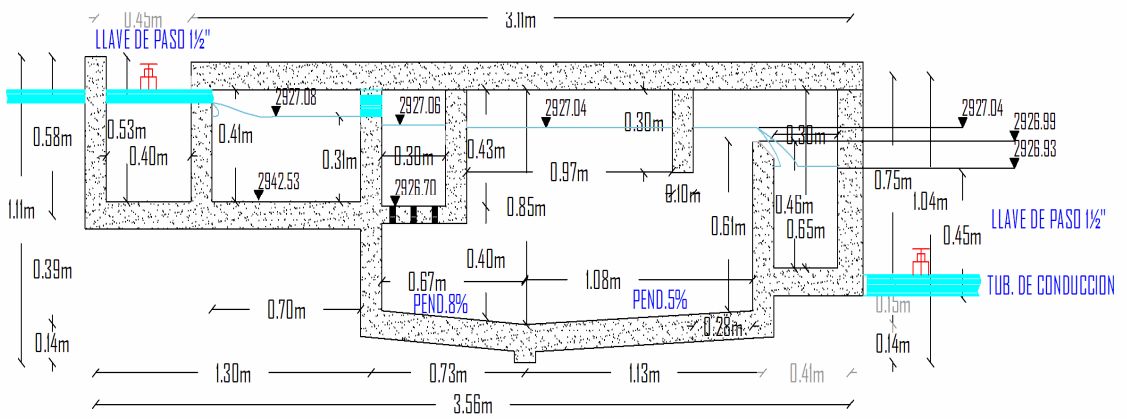 0.45m
3.11m
LLAVE DE PASO 1½"
2927.08
2927.06
2927.04
2927.04
2926.99
2926.93
0.58m
0.53m
0.40m
0.41m
0.31m
0.30m
0.43m
0.30m
0.30m
0.97m
2942.53
2926.70
0.10m
0.46m
0.75m
1.04m
1.11m
0.85m
0.61m
0.65m
0.45m
LLAVE DE PASO 1½"
0.39m
0.40m
0.67m
1.08m
TUB. DE CONDUCCION
0.70m
PEND.8%
PEND.5%
0.28m
0.15m
0.14m
0.14m
1.30m
0.73m
1.13m
0.41m
3.56m